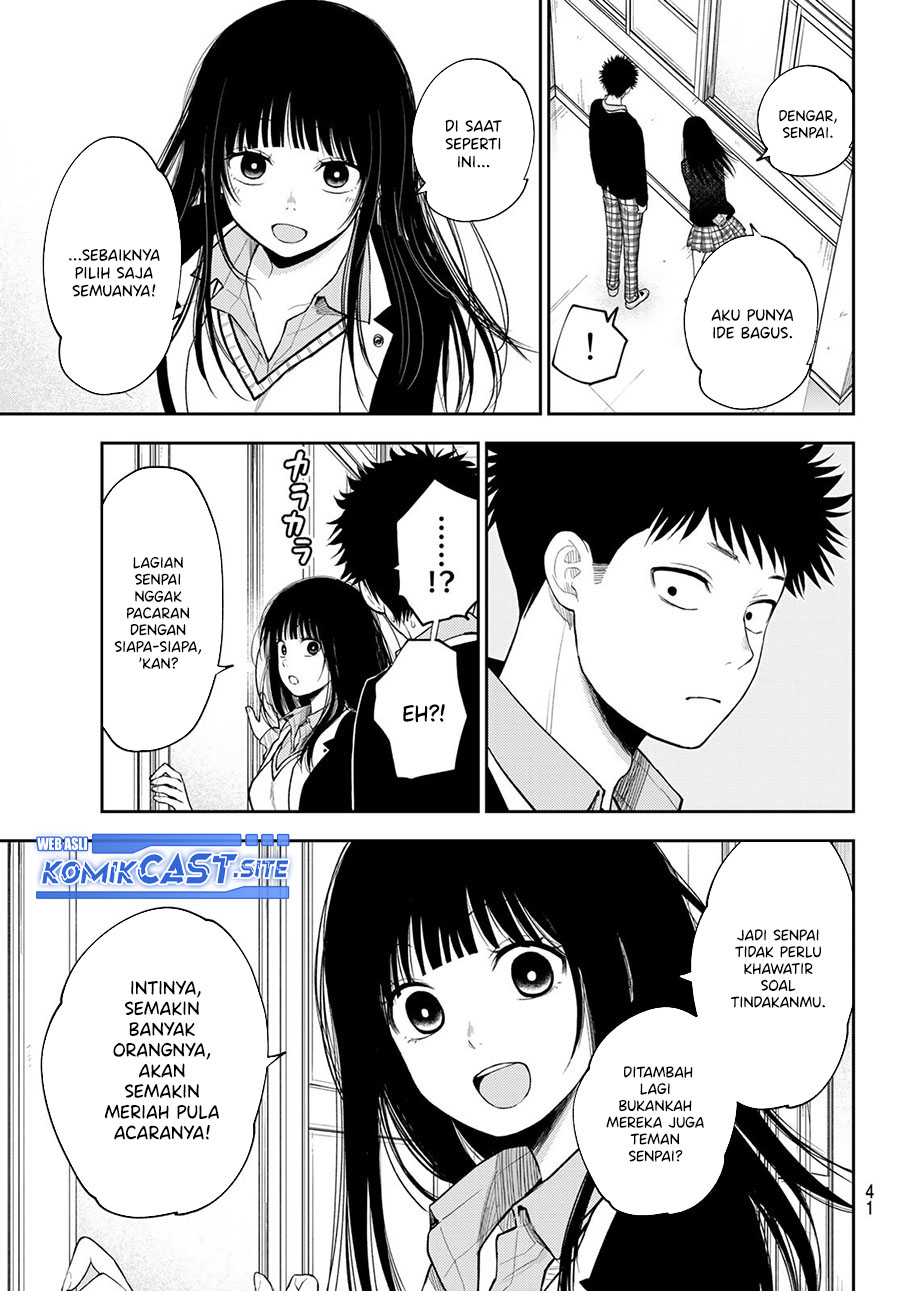 DENGAR,
SENPAI.
AKU PUNYA
IDE BAGUS.
!
DI SAAT
SEPERTI
INI...
...SEBAIKNYA
PILIH SAJA
SEMUANYA!
.........
!?
EH?!
カラカラ
LAGIAN
SENPAI
NGGAK
PACARAN
DENGAN
SIAPA-SIAPA,
'KAN?
WEB ASLI
KOMIKCAST.SITE
JADI SENPAI
TIDAK PERLU
KHAWATIR
SOAL
TINDAKANMU.
DITAMBAH
LAGI
BUKANKAH
MEREKA JUGA
TEMAN
SENPAI?
INTINYA,
SEMAKIN
BANYAK
ORANGNYA,
AKAN
SEMAKIN
MERIAH PULA
ACARANYA!
41